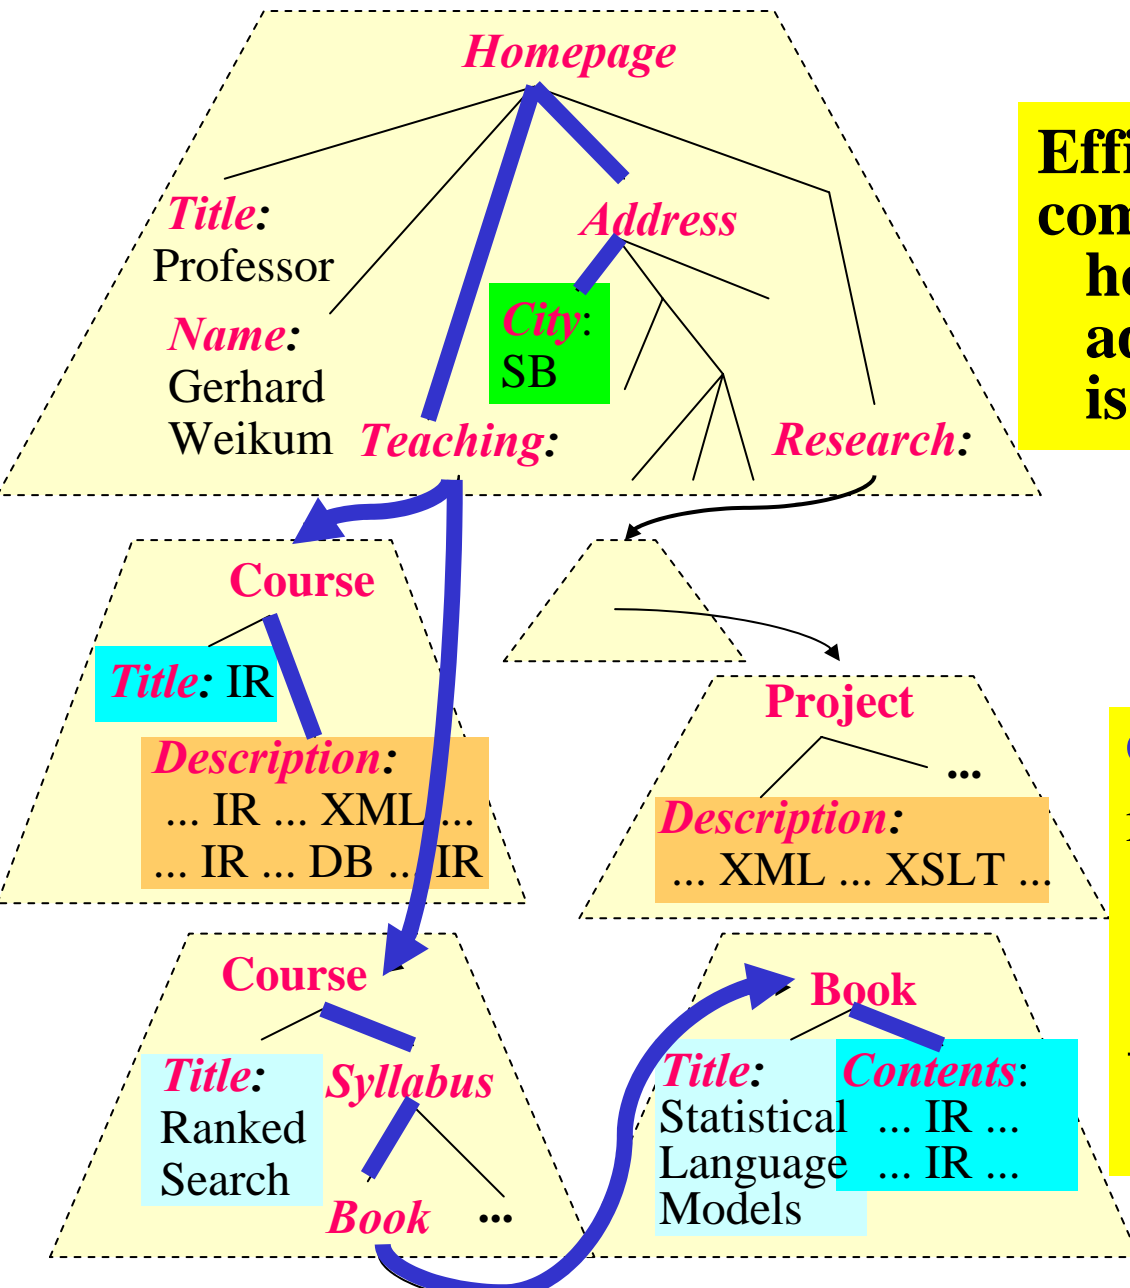 Homepage
Title:
Professor
Address
Name:
Gerhard
Weikum
City:
SB
Teaching:
Research:
Course
Title: IR
Description:
... IR ... XML ...
... IR ... DB ... IR
Project
...
Description:
... XML ... XSLT ...
Course
Title:
Ranked
Search
Syllabus
Book ...
Book
Title:
Statistical
Language
Models
Contents:
... IR ...
... IR ...
is